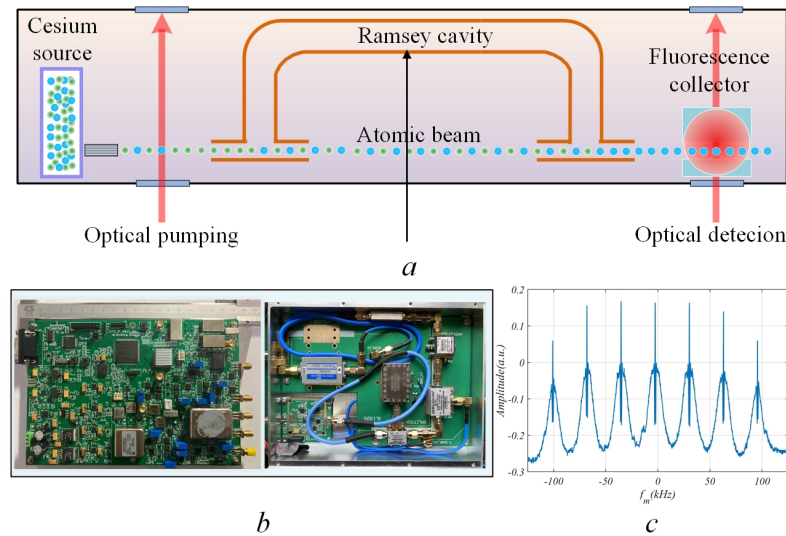 Cesium
source
Ramsey cavity
Fluorescence
collector
Atomic beam
Optical pumping
Optical detecion
a
0.2
0.1
0
-0.1
-0.2
-0.3
Amplitude(a.u.)
-100
-50
0
50
100
f_m(kHz)
b
c